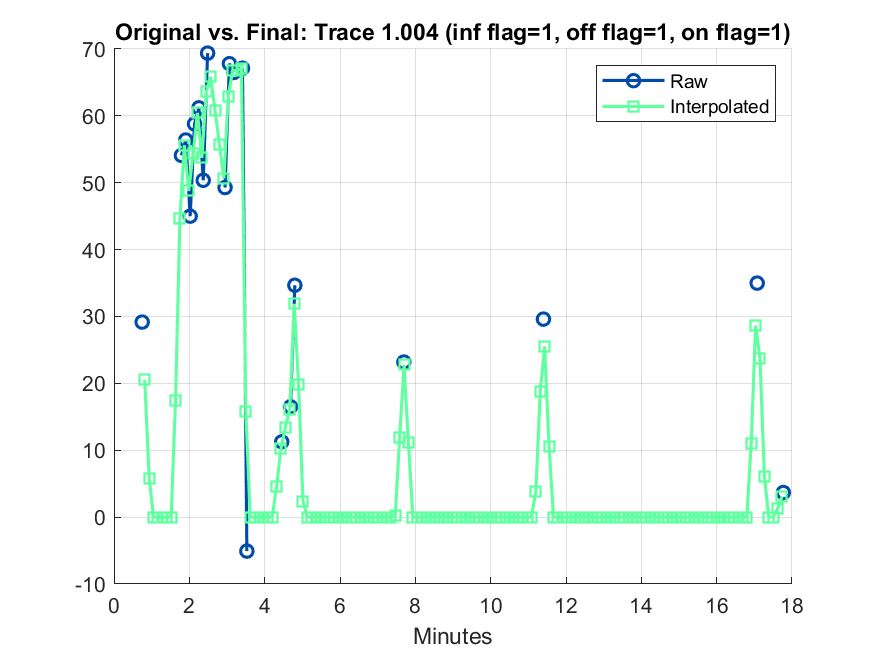 Original vs. Final: Trace 1.004 (inf flag=1, off flag=1, on flag=1)
70
60
50
40
30
20
10
0
-10
0 2 4 6 8 10 12 14 16 18
Minutes
Raw
Interpolated